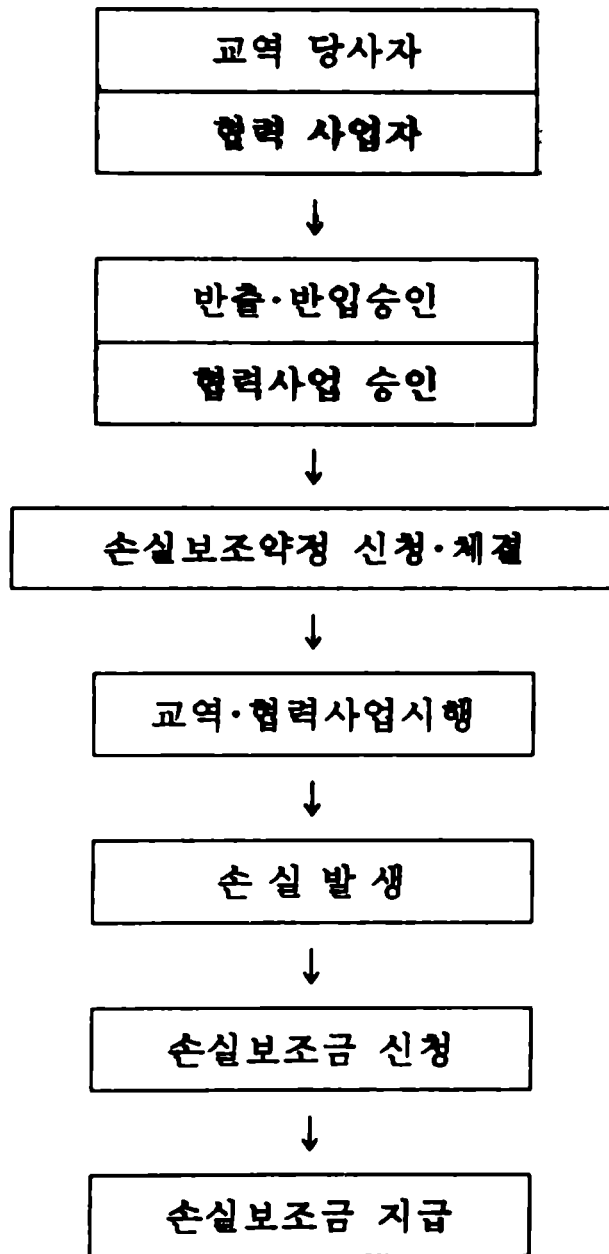 교역 당사자
협력 사업자
↓
반출·반입승인
협력사업 승인
↓
손실보조약정 신청·체결
↓
교역·협력사업시행
↓
손 실 발 생
↓
손실보조금 신청
↓
손실보조금 지급